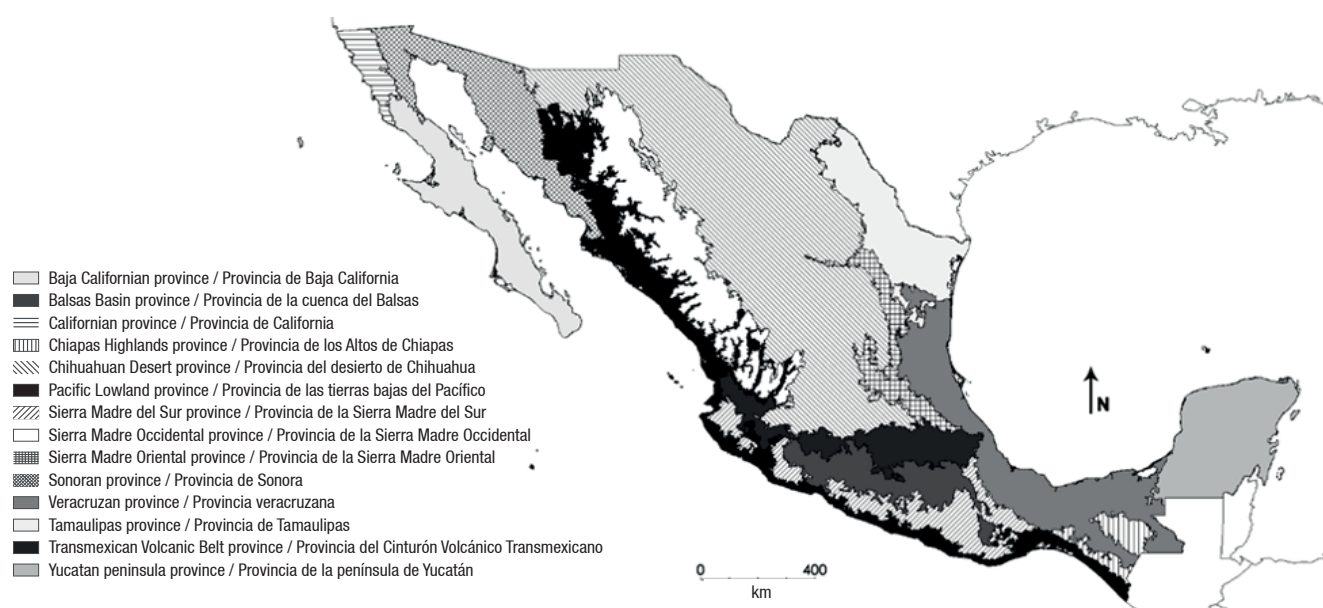 Baja Californian province / Provincia de Baja California
Balsas Basin province / Provincia de la cuenca del Balsas
Californian province / Provincia de California
Chiapas Highlands province / Provincia de los Altos de Chiapas
Chihuahuan Desert province / Provincia del desierto de Chihuahua
Pacific Lowland province / Provincia de las tierras bajas del Pacífico
Sierra Madre del Sur province / Provincia de la Sierra Madre del Sur
Sierra Madre Occidental province / Provincia de la Sierra Madre Occidental
Sierra Madre Oriental province / Provincia de la Sierra Madre Oriental
Sonoran province / Provincia de Sonora
Veracruzan province / Provincia veracruzana
Tamaulipas province / Provincia de Tamaulipas
Transmexican Volcanic Belt province / Provincia del Cinturón Volcánico Transmexicano
Yucatan peninsula province / Provincia de la península de Yucatán
N
0 400
km